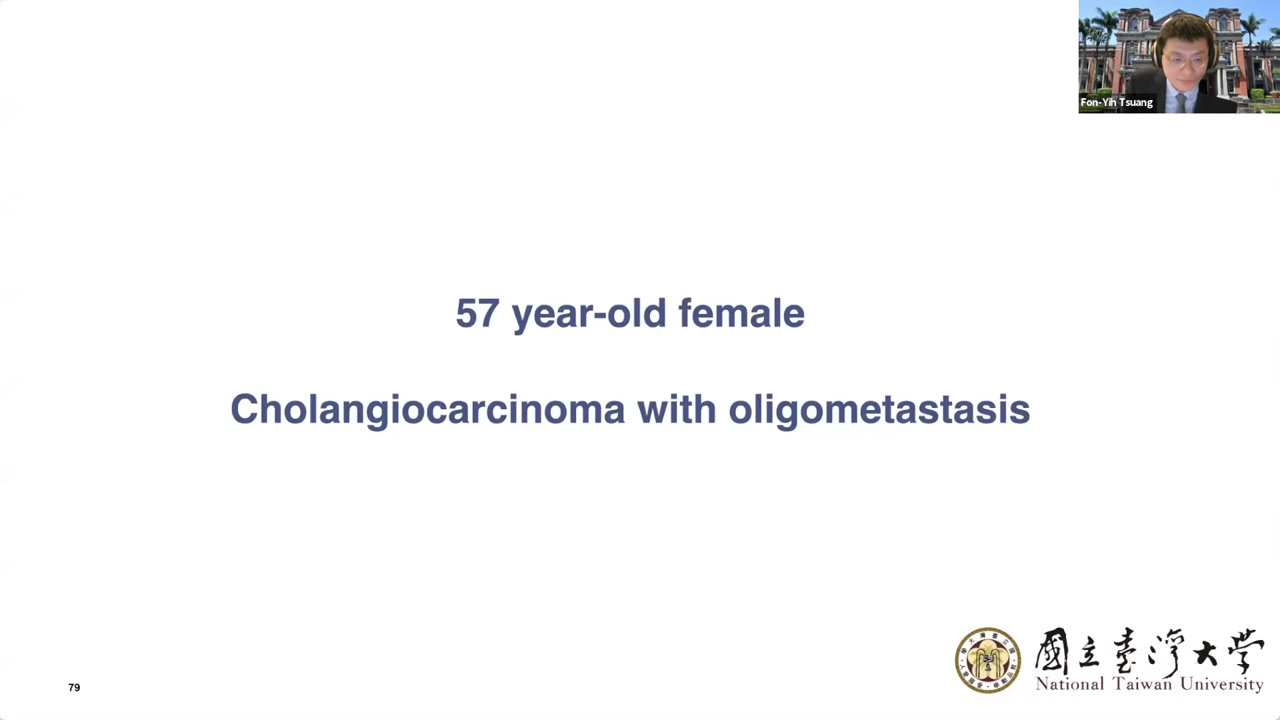 Fon-Yih Tsuang
57 year-old female
Cholangiocarcinoma with oligometastasis
國立臺灣大學
National Taiwan University
79